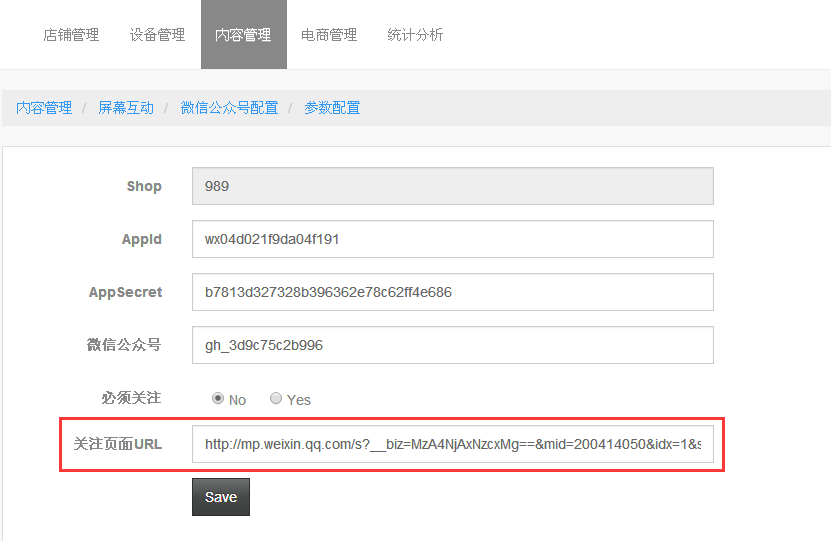 店铺管理 设备管理 内容管理 电商管理 统计分析
内容管理 / 屏幕互动 / 微信公众号配置 / 参数配置
Shop 989
AppId wx04d021f9da04f191
AppSecret b7813d327328b396362e78c62ff4e686
微信公众号 gh_3d9c75c2b996
必须关注 No Yes
关注页面URL http://mp.weixin.qq.com/s?__biz=MzA4NjAxNzcxMg==&mid=200414050&idx=1&s
Save